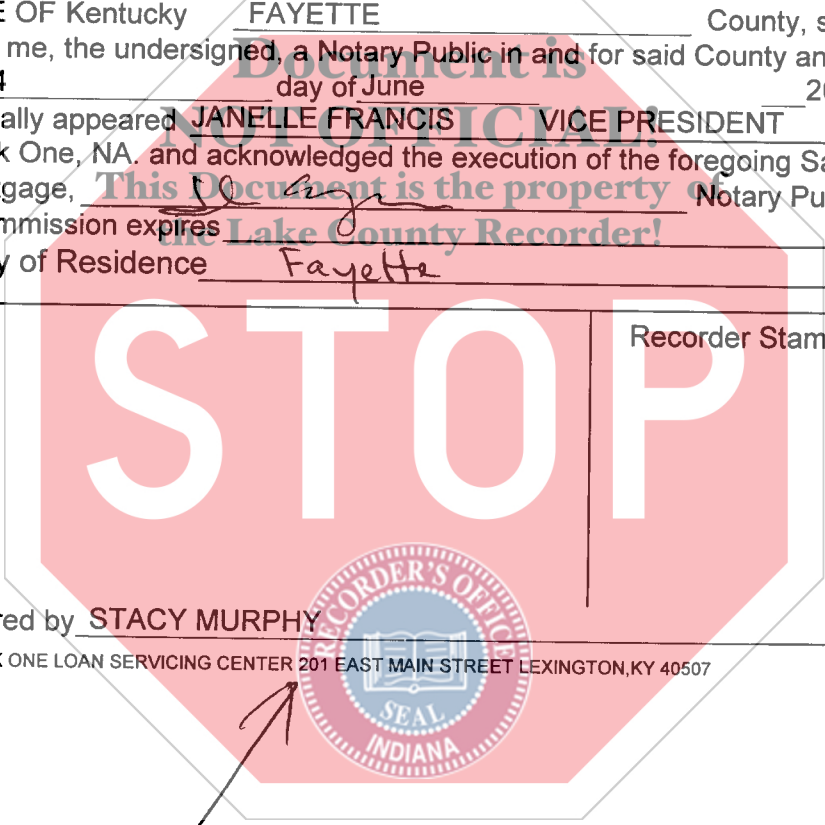 E OF Kentucky FAYETTE County, s
me, the undersigned, a Notary Public in and for said County an
Document is
4 day of June 20
NOT OFFICIAL!
ally appeared JANELLE FRANCIS VICE PRESIDENT
k One, NA. and acknowledged the execution of the foregoing Sa
This Document is the property of
gage, Notary Pu
mmission expires
the Lake County Recorder!
y of Residence Fayette
STOP
Recorder Stam
RECORDER'S OFFICE
red by STACY MURPHY
K ONE LOAN SERVICING CENTER 201 EAST MAIN STREET LEXINGTON,KY 40507
SEAL
INDIANA